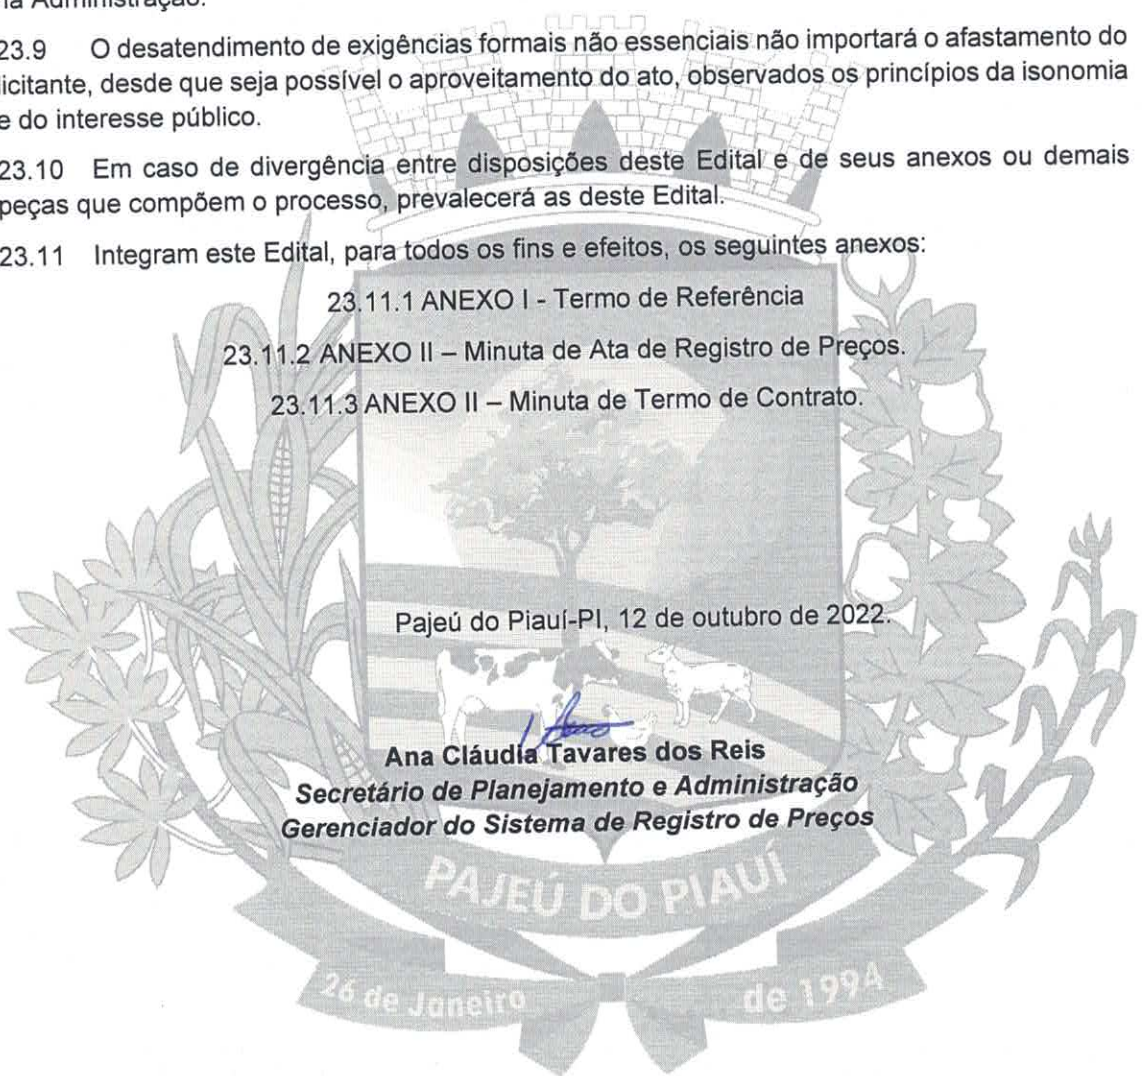 na Administração.
23.9 O desatendimento de exigências formais não essenciais não importará o afastamento do
licitante, desde que seja possível o aproveitamento do ato, observados os princípios da isonomia
e do interesse público.
23.10 Em caso de divergência entre disposições deste Edital e de seus anexos ou demais
peças que compõem o processo, prevalecerá as deste Edital.
23.11 Integram este Edital, para todos os fins e efeitos, os seguintes anexos:
23.11.1 ANEXO I - Termo de Referência
23.11.2 ANEXO II – Minuta de Ata de Registro de Preços.
23.11.3 ANEXO II – Minuta de Termo de Contrato.
Pajeú do Piauí-PI, 12 de outubro de 2022.
Ana Cláudia Tavares dos Reis
Secretário de Planejamento e Administração
Gerenciador do Sistema de Registro de Preços
PAJEÚ DO PIAUÍ
26 de Janeiro de 1994